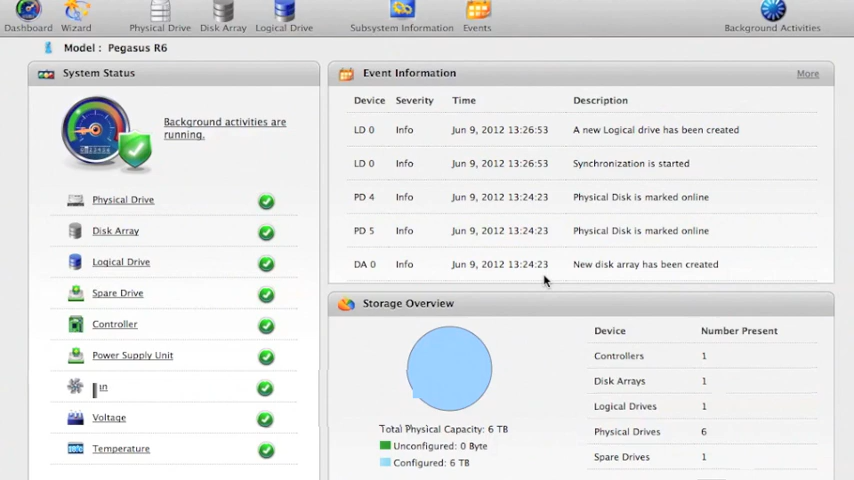 Dashboard Wizard Physical Drive Disk Array Logical Drive Subsystem Information Events Background Activities
Model : Pegasus R6
System Status
Background activities are
running.
Physical Drive
Disk Array
Logical Drive
Spare Drive
Controller
Power Supply Unit
Voltage
Temperature
Event Information More
Device Severity Time Description
LD 0 Info Jun 9, 2012 13:26:53 A new Logical drive has been created
LD 0 Info Jun 9, 2012 13:26:53 Synchronization is started
PD 4 Info Jun 9, 2012 13:24:23 Physical Disk is marked online
PD 5 Info Jun 9, 2012 13:24:23 Physical Disk is marked online
DA 0 Info Jun 9, 2012 13:24:23 New disk array has been created
Storage Overview
Total Physical Capacity: 6 TB
Unconfigured: 0 Byte
Configured: 6 TB
Device Number Present
Controllers 1
Disk Arrays 1
Logical Drives 1
Physical Drives 6
Spare Drives 1